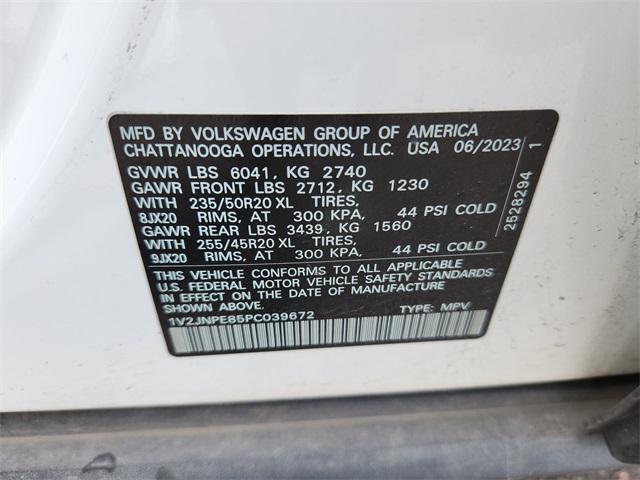 MFD BY VOLKSWAGEN GROUP OF AMERICA
CHATTANOOGA OPERATIONS, LLC. USA 06/2023
GVWR LBS 6041, KG 2740
GAWR FRONT LBS 2712, KG 1230
WITH 235/50R20 XL TIRES,
8JX20 RIMS, AT 300 KPA, 44 PSI COLD
GAWR REAR LBS 3439, KG 1560
WITH 255/45R20 XL TIRES,
9JX20 RIMS, AT 300 KPA, 44 PSI COLD
THIS VEHICLE CONFORMS TO ALL APPLICABLE
U.S. FEDERAL MOTOR VEHICLE SAFETY STANDARDS
IN EFFECT ON THE DATE OF MANUFACTURE
SHOWN ABOVE.
1V2JNPE85PC039672 TYPE: MPV
2528294 1